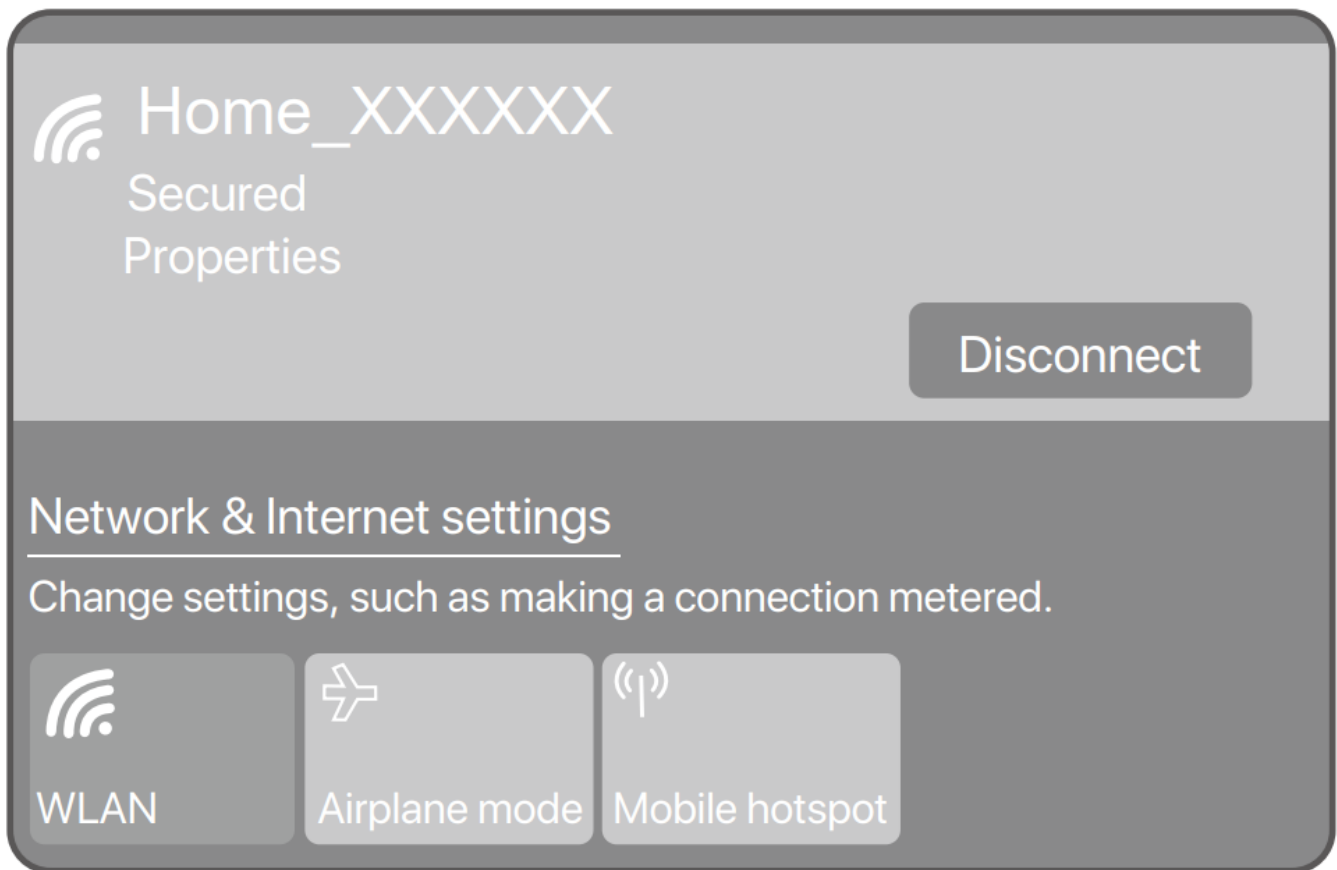 Home_XXXXXX
Secured
Properties
Disconnect
Network & Internet settings
Change settings, such as making a connection metered.
WLAN
Airplane mode
Mobile hotspot